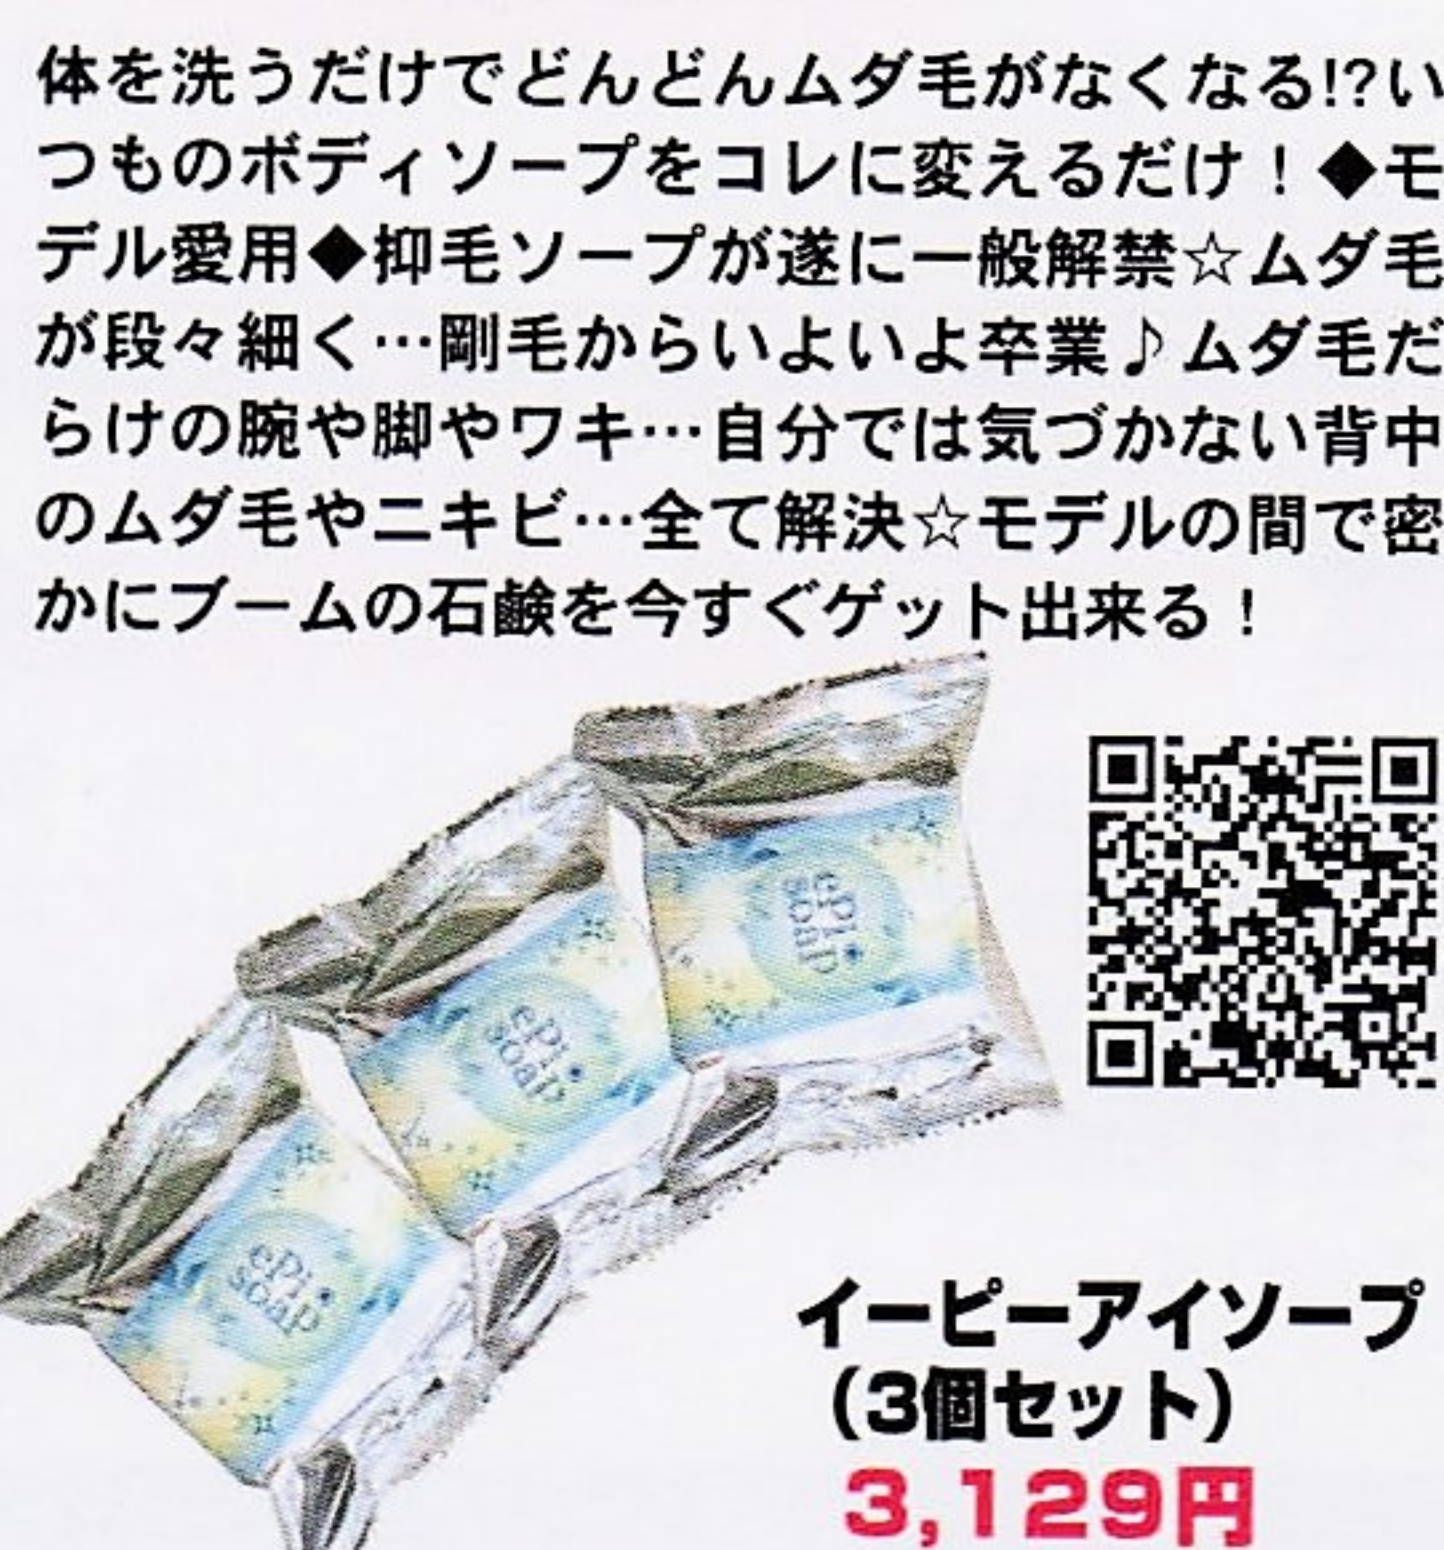 体を洗うだけでどんどんムダ毛がなくなる!?い
つものボディソープをコレに変えるだけ！◆モ
デル愛用◆抑毛ソープが遂に一般解禁☆ムダ毛
が段々細く…剛毛からいよいよ卒業♪ムダ毛だ
らけの腕や脚やワキ…自分では気づかない背中
のムダ毛やニキビ…全て解決☆モデルの間で密
かにブームの石鹸を今すぐゲット出来る！
ePi
soap
ePi
soap
ePi
soap
イーピーアイソープ
（3個セット）
3,129円